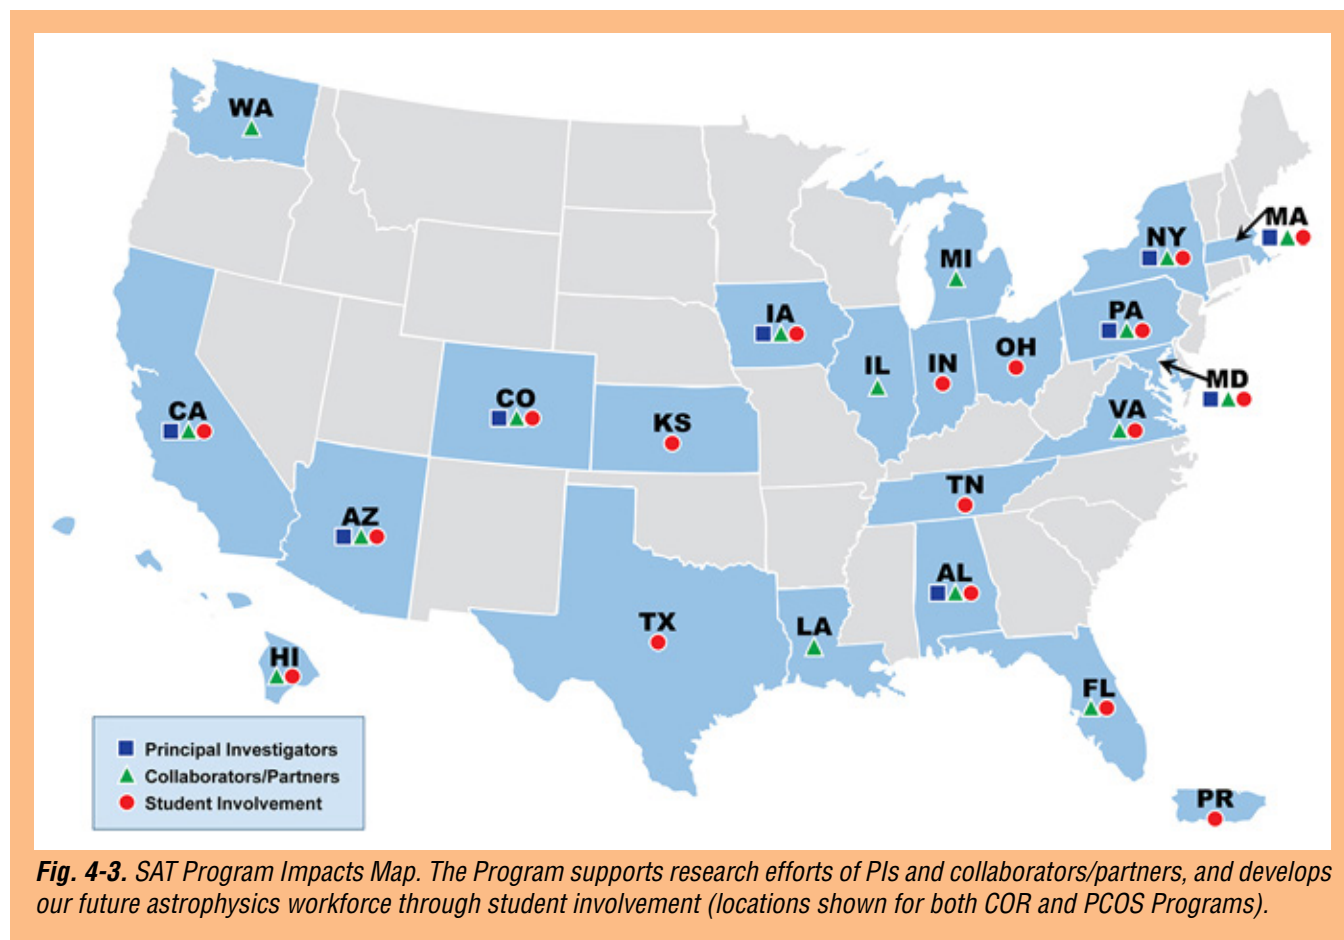 WA
MA
NY
MI
PA
IA
OH
IN
IL
MD
CO
CA
VA
KS
TN
AZ
AL
TX
LA
HI
FL
Principal Investigators
Collaborators/Partners
Student Involvement
PR
Fig. 4-3. SAT Program Impacts Map. The Program supports research efforts of PIs and collaborators/partners, and develops
our future astrophysics workforce through student involvement (locations shown for both COR and PCOS Programs).